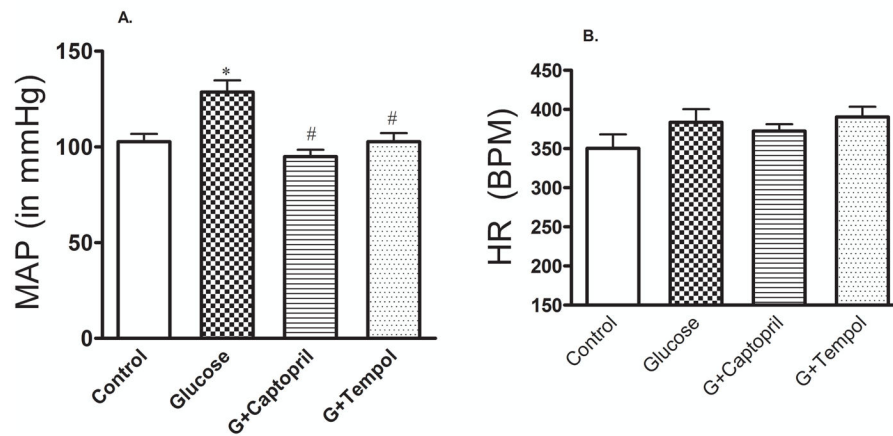 A.
MAP (in mmHg)
150
100
50
0
*
#
#
Control
Glucose
G+Captopril
G+Tempol
B.
HR (BPM)
450
400
350
300
250
200
150
Control
Glucose
G+Captopril
G+Tempol